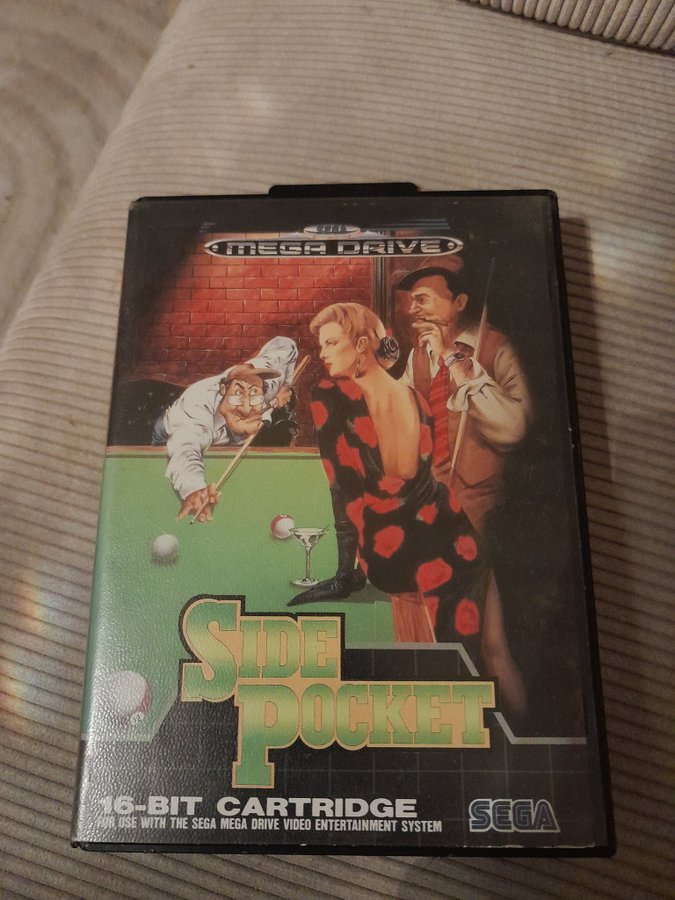 SEGA
MEGA DRIVE
SIDE
POCKET
16-BIT CARTRIDGE
FOR USE WITH THE SEGA MEGA DRIVE VIDEO ENTERTAINMENT SYSTEM
SEGA